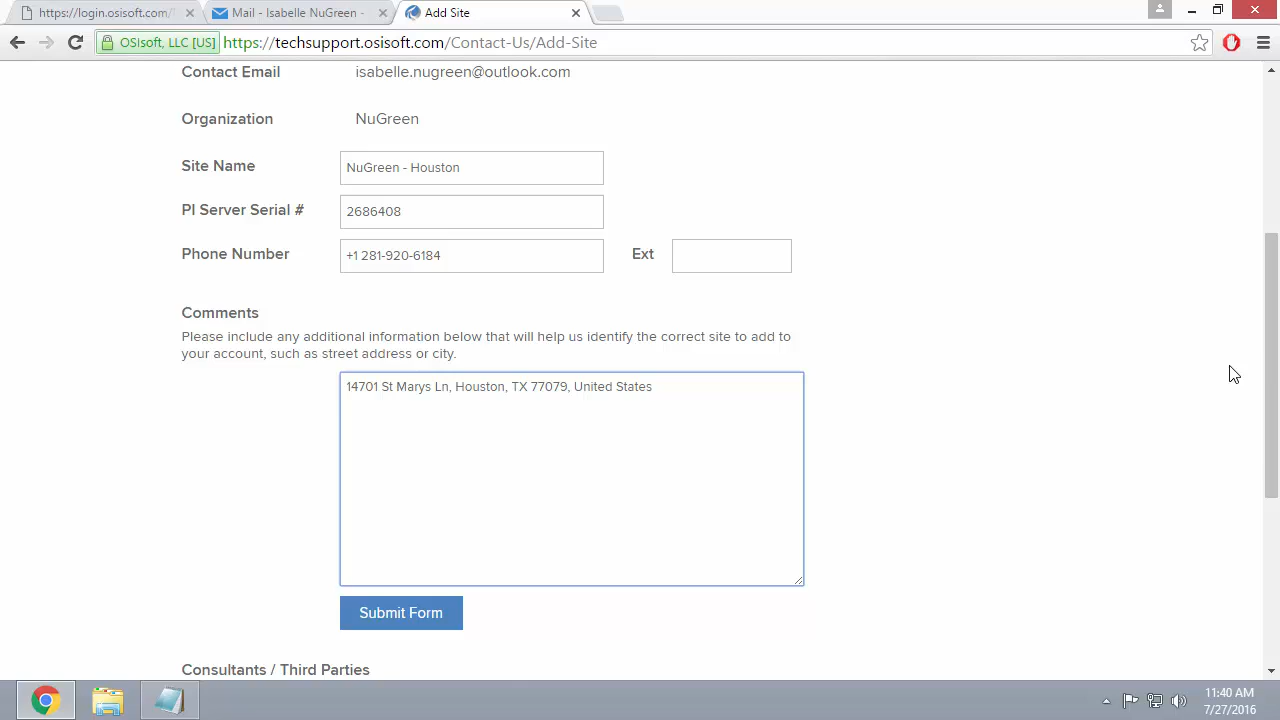 https://login.osisoft.com/
Mail - Isabelle NuGreen -
Add Site
OSIsoft, LLC [US]
https://techsupport.osisoft.com/Contact-Us/Add-Site
Contact Email
isabelle.nugreen@outlook.com
Organization
NuGreen
Site Name
NuGreen - Houston
PI Server Serial #
2686408
Phone Number
+1 281-920-6184
Ext
Comments
Please include any additional information below that will help us identify the correct site to add to
your account, such as street address or city.
14701 St Marys Ln, Houston, TX 77079, United States
Submit Form
Consultants / Third Parties
11:40 AM
7/27/2016